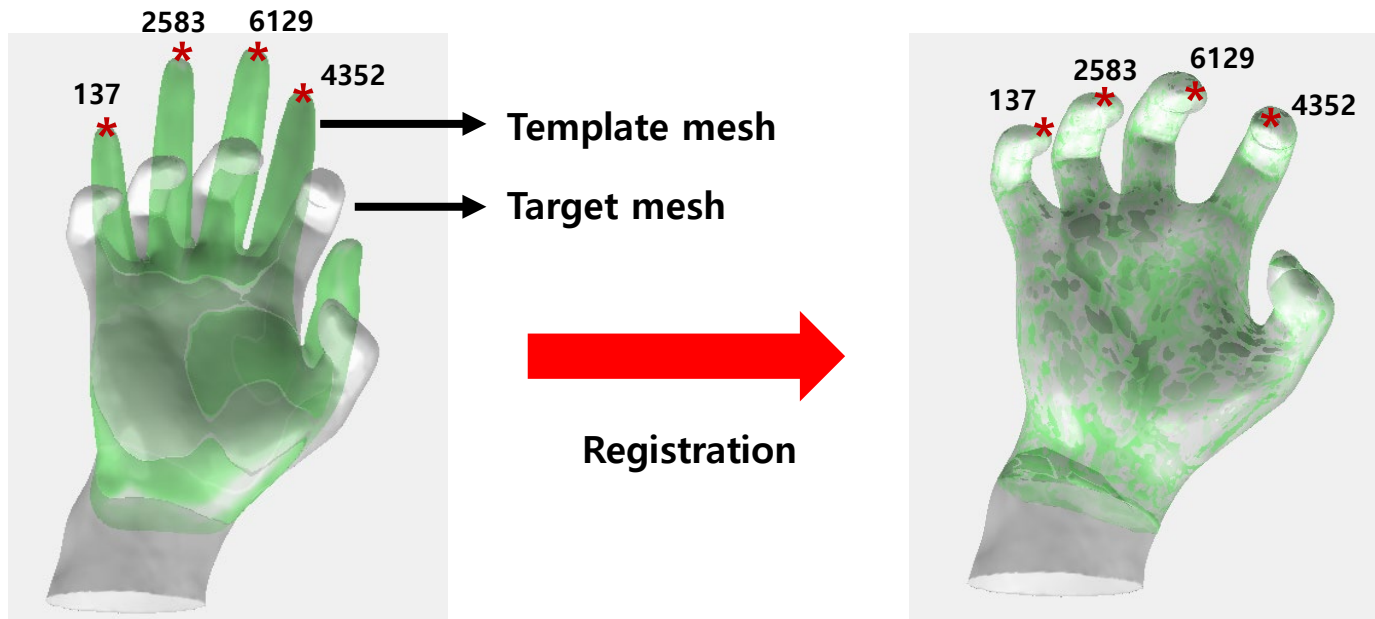 2583
6129
137
4352
Template mesh
Target mesh
Registration
137
2583
6129
4352